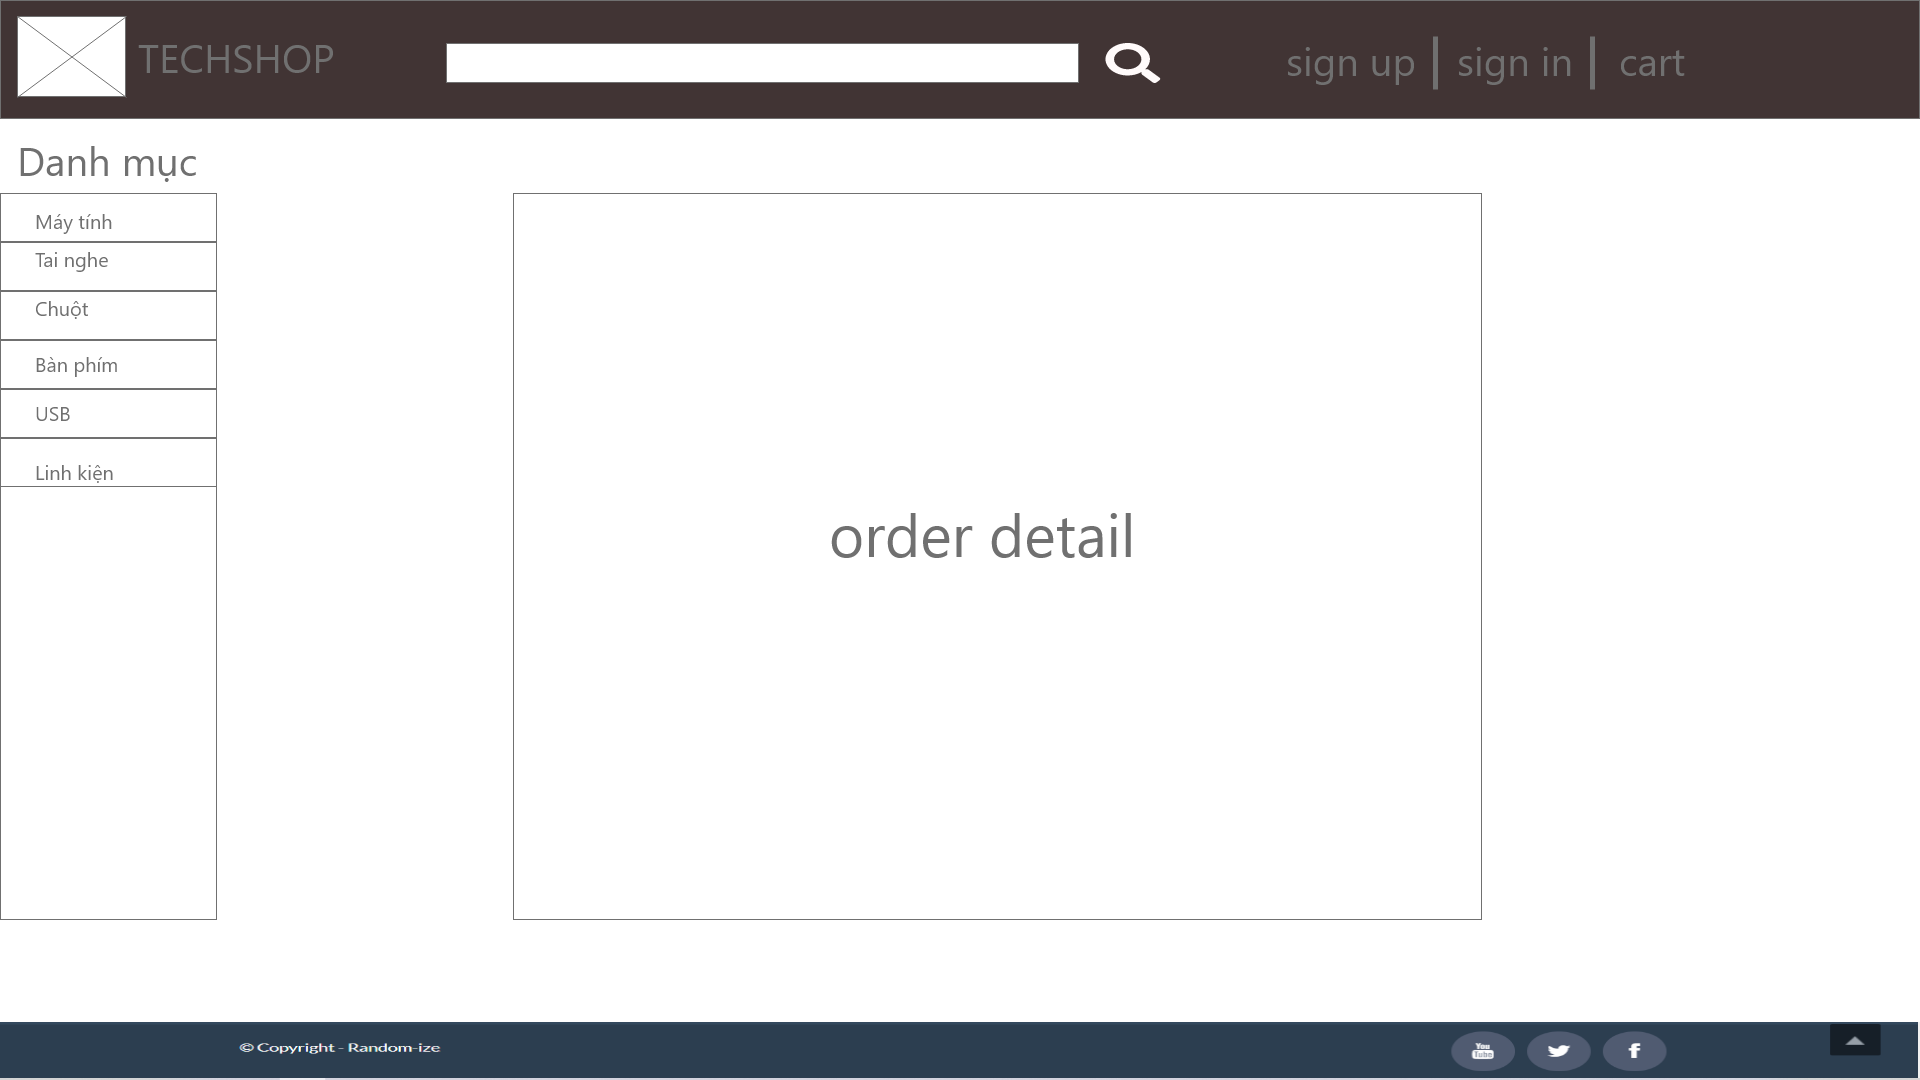 TECHSHOP
sign up
sign in
cart
Danh mục
Máy tính
Tai nghe
Chuột
Bàn phím
USB
Linh kiện
order detail
© Copyright - Random-ize
You
Tube